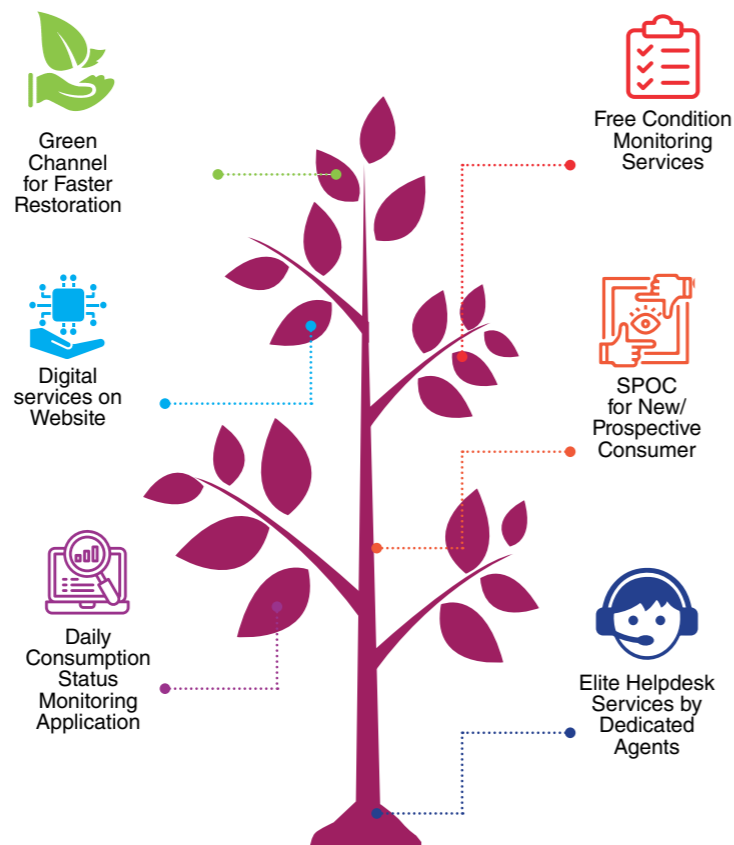 Green
Channel
for Faster
Restoration
Digital
services on
Website
Daily
Consumption
Status
Monitoring
Application
Free Condition
Monitoring
Services
SPOC
for New/
Prospective
Consumer
Elite Helpdesk
Services by
Dedicated
Agents